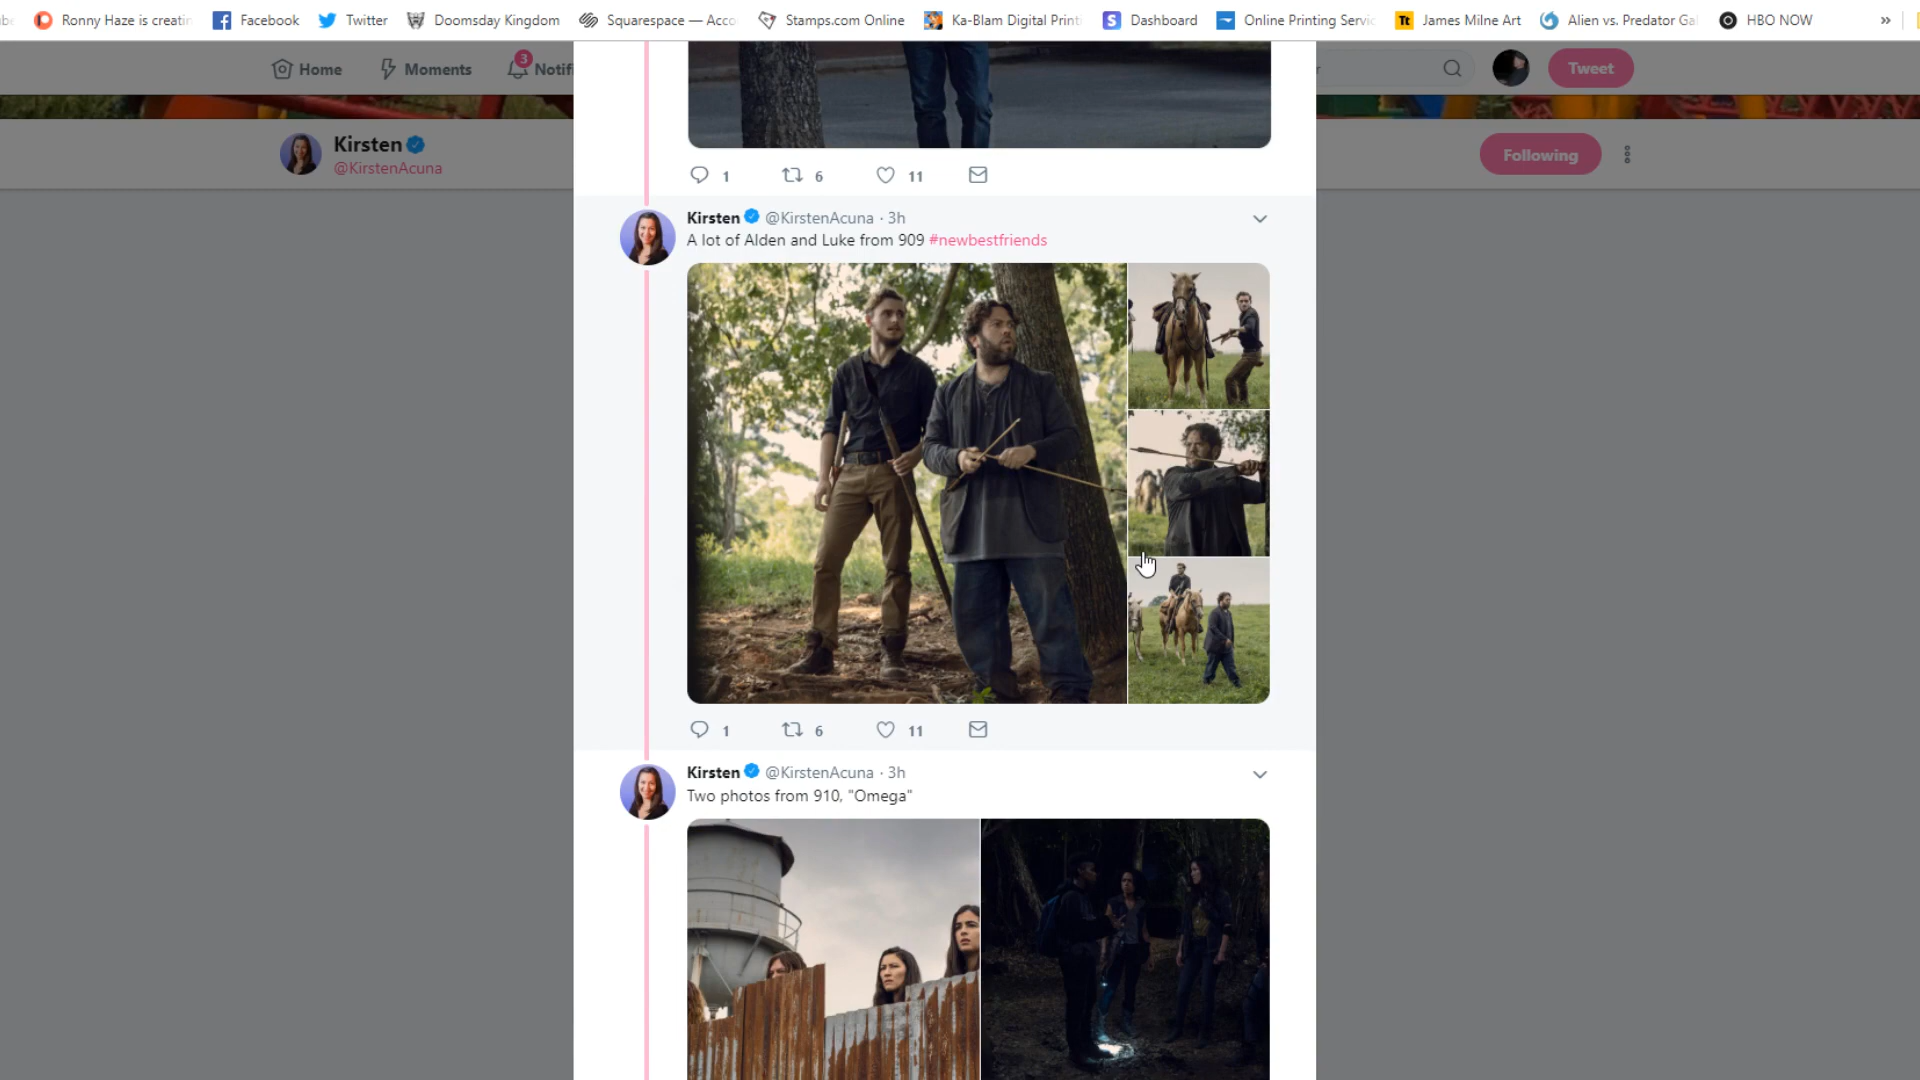 Ronny Haze is creatin
Facebook
Twitter
Doomsday Kingdom
Squarespace — Acco
Stamps.com Online
Ka-Blam Digital Print
Dashboard
Online Printing Servic
James Milne Art
Alien vs. Predator Ga
HBO NOW
»
Home
Moments
3
Notifi
Tweet
Kirsten
@KirstenAcuna
Following
1 6 11
Kirsten @KirstenAcuna · 3h
A lot of Alden and Luke from 909 #newbestfriends
1 6 11
Kirsten @KirstenAcuna · 3h
Two photos from 910, "Omega"